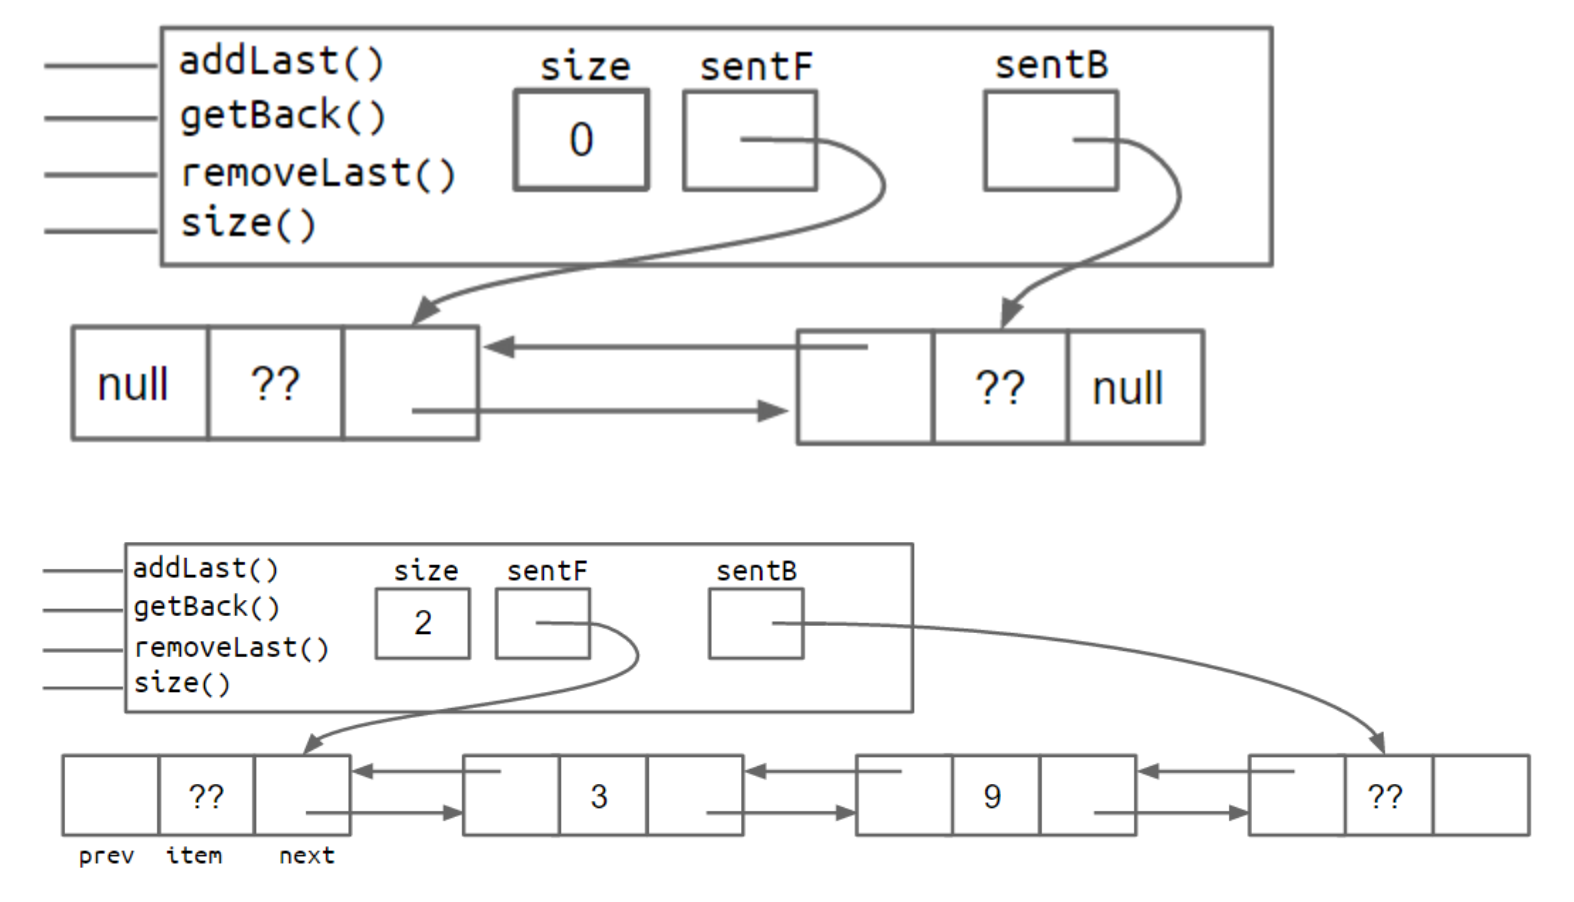 addLast()
size
sentF
sentB
getBack()
0
removeLast()
size()
null
??
??
null
addLast()
size
sentF
sentB
getBack()
2
removeLast()
size()
??
3
9
??
prev
item
next